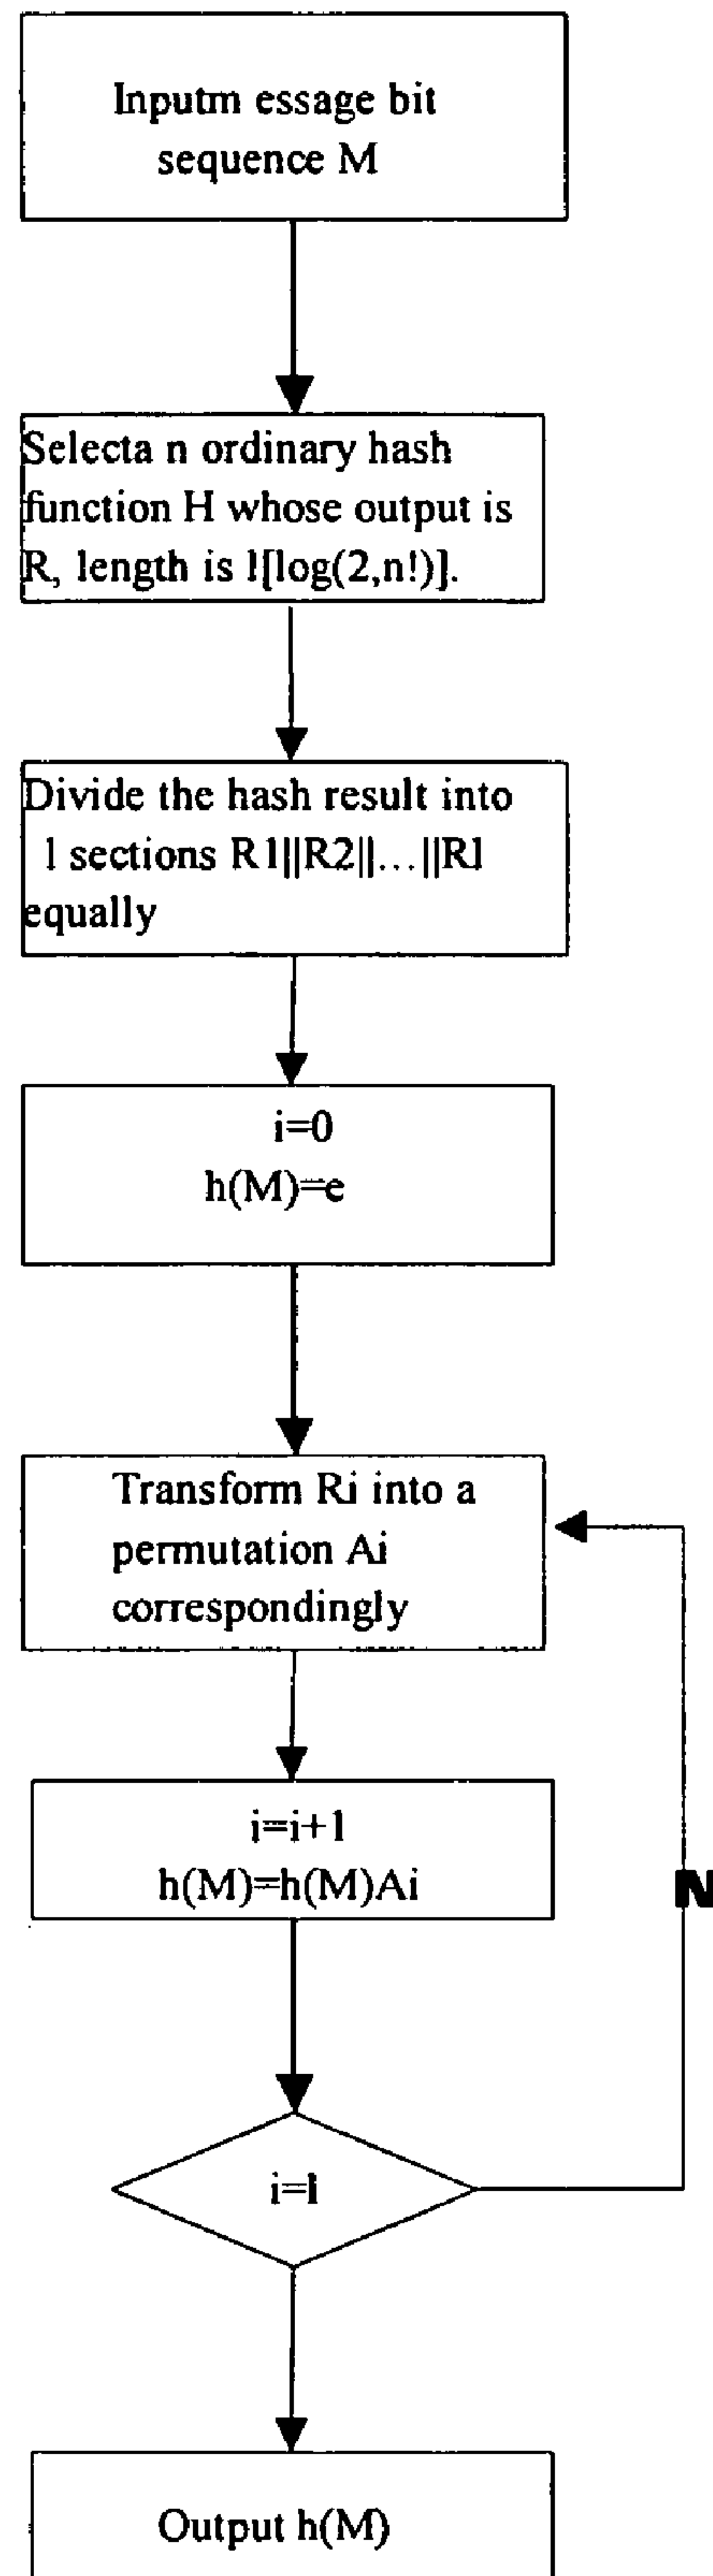 Inputm essage bit
sequence M
Selecta n ordinary hash
function H whose output is
R, length is l[log(2,n!)].
Divide the hash result into
l sections R1||R2||...||Rl
equally
i=0
h(M)=e
Transform Ri into a
permutation Ai
correspondingly
i=i+1
h(M)=h(M)Ai
N
i=l
Output h(M)